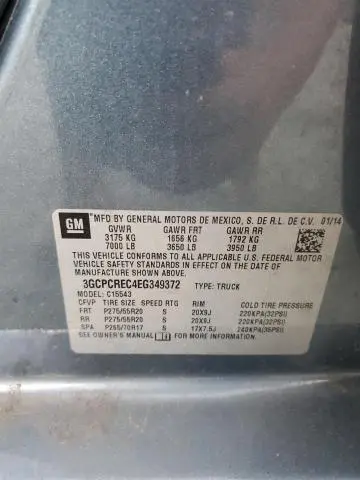 GM MFD BY GENERAL MOTORS DE MEXICO, S. DE R.L. DE C.V. 01/14
GVWR GAWR FRT GAWR RR
3175 KG 1656 KG 1792 KG
7000 LB 3650 LB 3950 LB
THIS VEHICLE CONFORMS TO ALL APPLICABLE U.S. FEDERAL MOTOR
VEHICLE SAFETY STANDARDS IN EFFECT ON THE DATE OF
MANUFACTURE SHOWN ABOVE.
3GCPCREC4EG349372 TYPE: TRUCK
MODEL: C15543
CFVP TIRE SIZE SPEED RTG RIM COLD TIRE PRESSURE
FRT P275/55R20 S 20X9J 220KPA(32PSI)
RR P275/55R20 S 20X9J 220KPA(32PSI)
SPA P265/70R17 S 17X7.5J 240KPA(35PSI)
SEE OWNER'S MANUAL FOR ADDITIONAL INFORMATION.